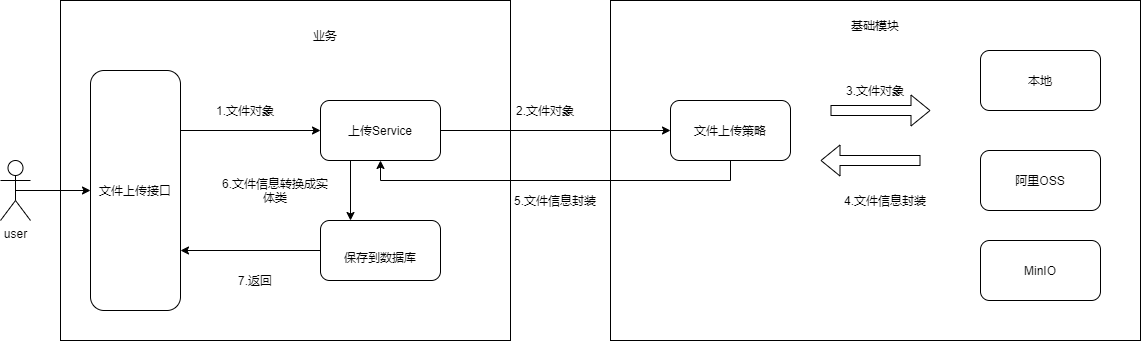 业务
基础模块
文件上传接口
1.文件对象
上传Service
2.文件对象
文件上传策略
3.文件对象
本地
user
6.文件信息转换成实
体类
5.文件信息封装
4.文件信息封装
阿里OSS
保存到数据库
7.返回
MinIO